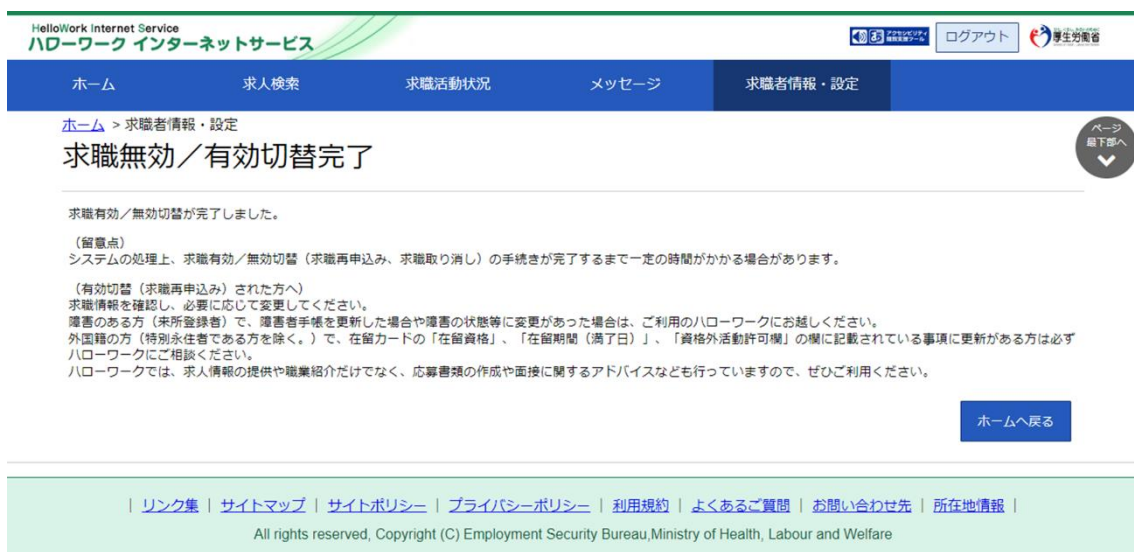 HelloWork Internet Service
ハローワーク インターネットサービス
ログアウト
厚生労働省
ホーム 求人検索 求職活動状況 メッセージ 求職者情報・設定
ホーム > 求職者情報・設定
ページ
最下部へ
求職無効／有効切替完了
求職有効／無効切替が完了しました。
（留意点）
システムの処理上、求職有効／無効切替（求職再申込み、求職取り消し）の手続きが完了するまで一定の時間がかかる場合があります。
（有効切替（求職再申込み）された方へ）
求職情報を確認し、必要に応じて変更してください。
障害のある方（来所登録者）で、障害者手帳を更新した場合や障害の状態等に変更があった場合は、ご利用のハローワークにお越しください。
外国籍の方（特別永住者である方を除く。）で、在留カードの「在留資格」、「在留期間（満了日）」、「資格外活動許可欄」の欄に記載されている事項に更新がある方は必ず
ハローワークにご相談ください。
ハローワークでは、求人情報の提供や職業紹介だけでなく、応募書類の作成や面接に関するアドバイスなども行っていますので、ぜひご利用ください。
ホームへ戻る
| リンク集 | サイトマップ | サイトポリシー | プライバシーポリシー | 利用規約 | よくあるご質問 | お問い合わせ先 | 所在地情報 |
All rights reserved, Copyright (C) Employment Security Bureau,Ministry of Health, Labour and Welfare